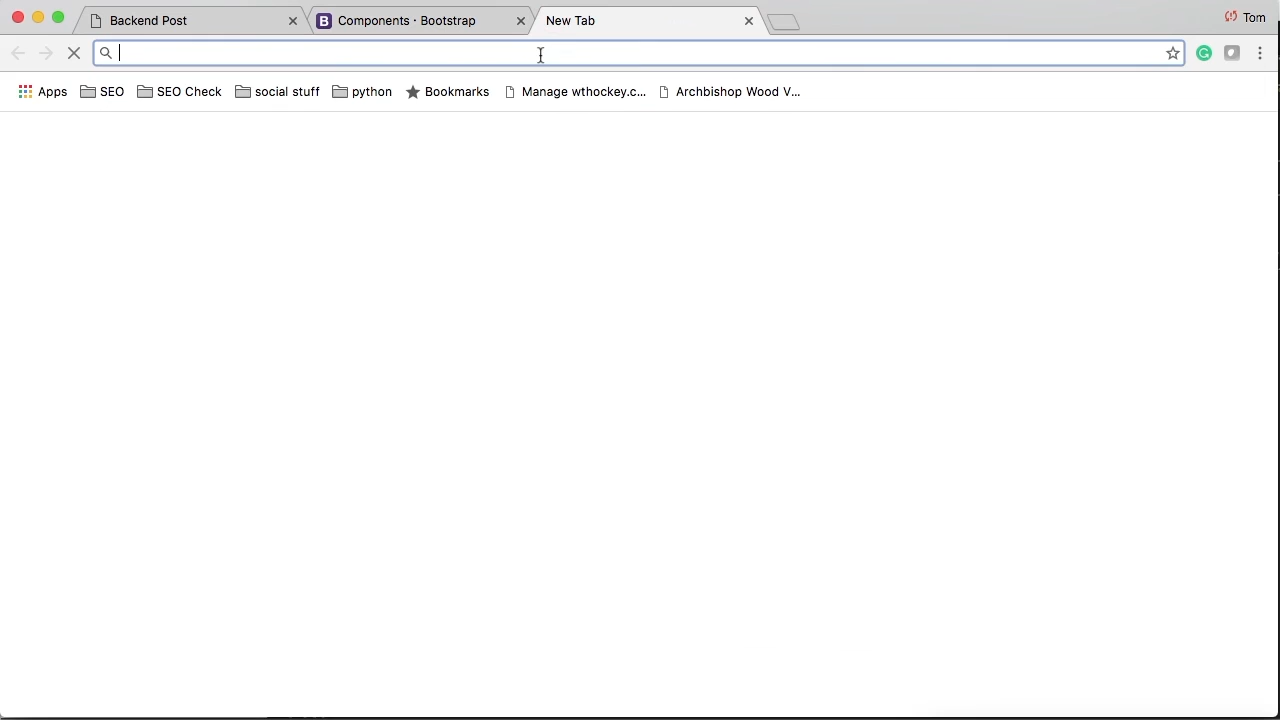 Backend Post
B Components · Bootstrap
New Tab
Tom
Apps SEO SEO Check social stuff python Bookmarks Manage wthockey.c... Archbishop Wood V...